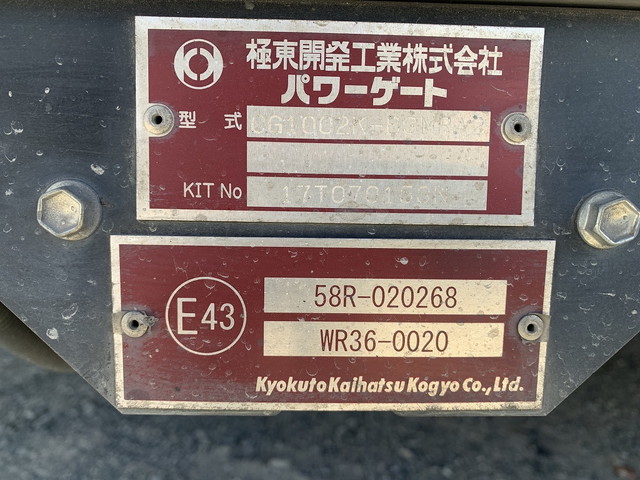 極東開発工業株式会社
パワーゲート
型式
KIT No
E43
58R-020268
WR36-0020
Kyokuto Kaihatsu Kogyo Co., Ltd.